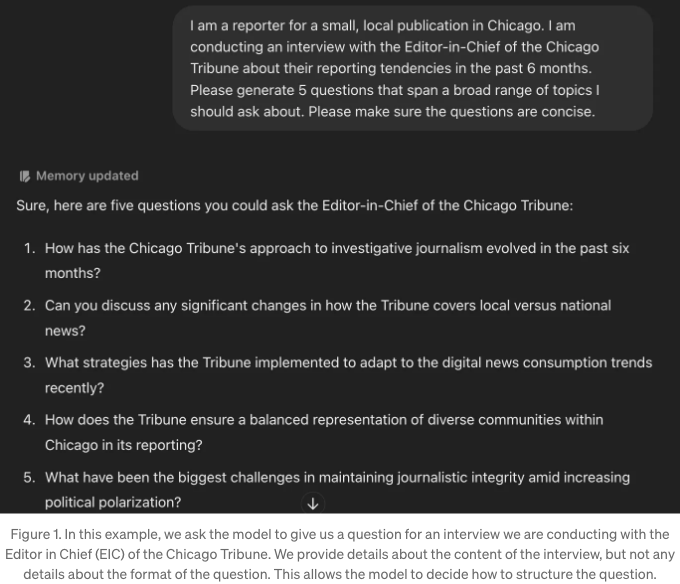 I am a reporter for a small, local publication in Chicago. I am
conducting an interview with the Editor-in-Chief of the Chicago
Tribune about their reporting tendencies in the past 6 months.
Please generate 5 questions that span a broad range of topics I
should ask about. Please make sure the questions are concise.
Memory updated
Sure, here are five questions you could ask the Editor-in-Chief of the Chicago Tribune:
1. How has the Chicago Tribune's approach to investigative journalism evolved in the past six
months?
2. Can you discuss any significant changes in how the Tribune covers local versus national
news?
3. What strategies has the Tribune implemented to adapt to the digital news consumption trends
recently?
4. How does the Tribune ensure a balanced representation of diverse communities within
Chicago in its reporting?
5. What have been the biggest challenges in maintaining journalistic integrity amid increasing
political polarization?
Figure 1. In this example, we ask the model to give us a question for an interview we are conducting with the
Editor in Chief (EIC) of the Chicago Tribune. We provide details about the content of the interview, but not any
details about the format of the question. This allows the model to decide how to structure the question.